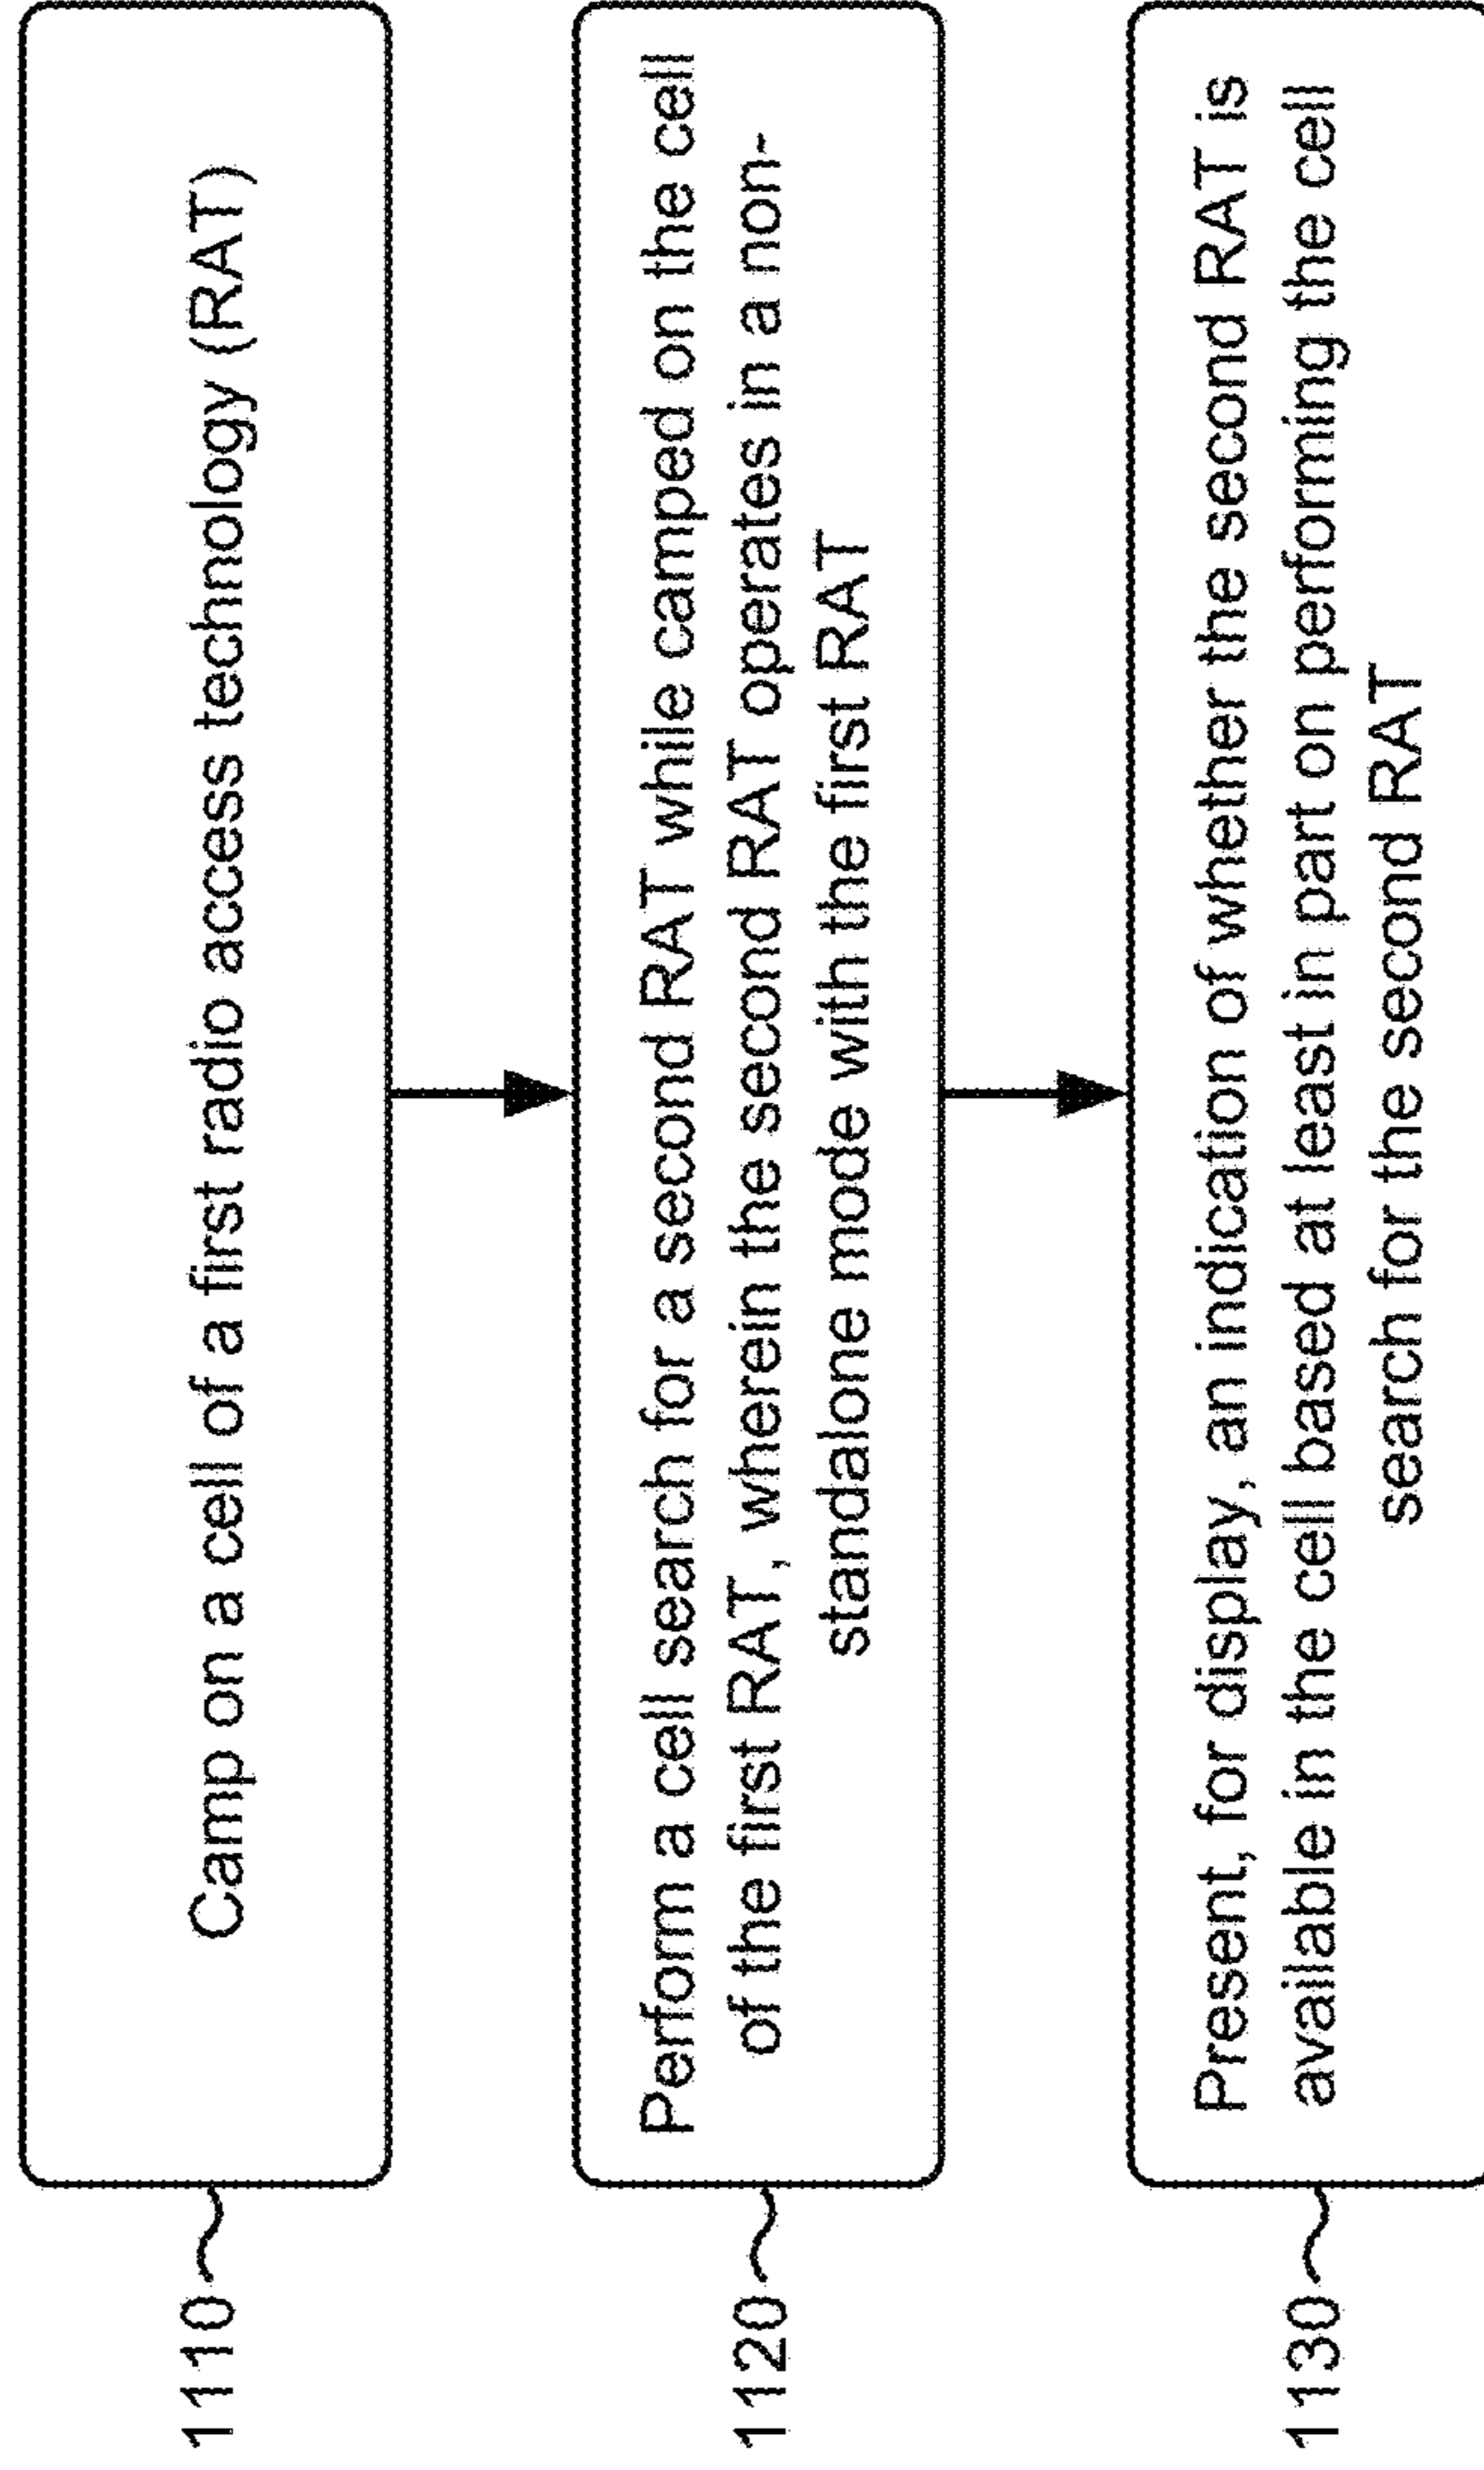 1110
Camp on a cell of a first radio access technology (RAT)
1120
Perform a cell search for a second RAT while camped on the cell
of the first RAT, wherein the second RAT operates in a non-
standalone mode with the first RAT
1130
Present, for display, an indication of whether the second RAT is
available in the cell based at least in part on performing the cell
search for the second RAT